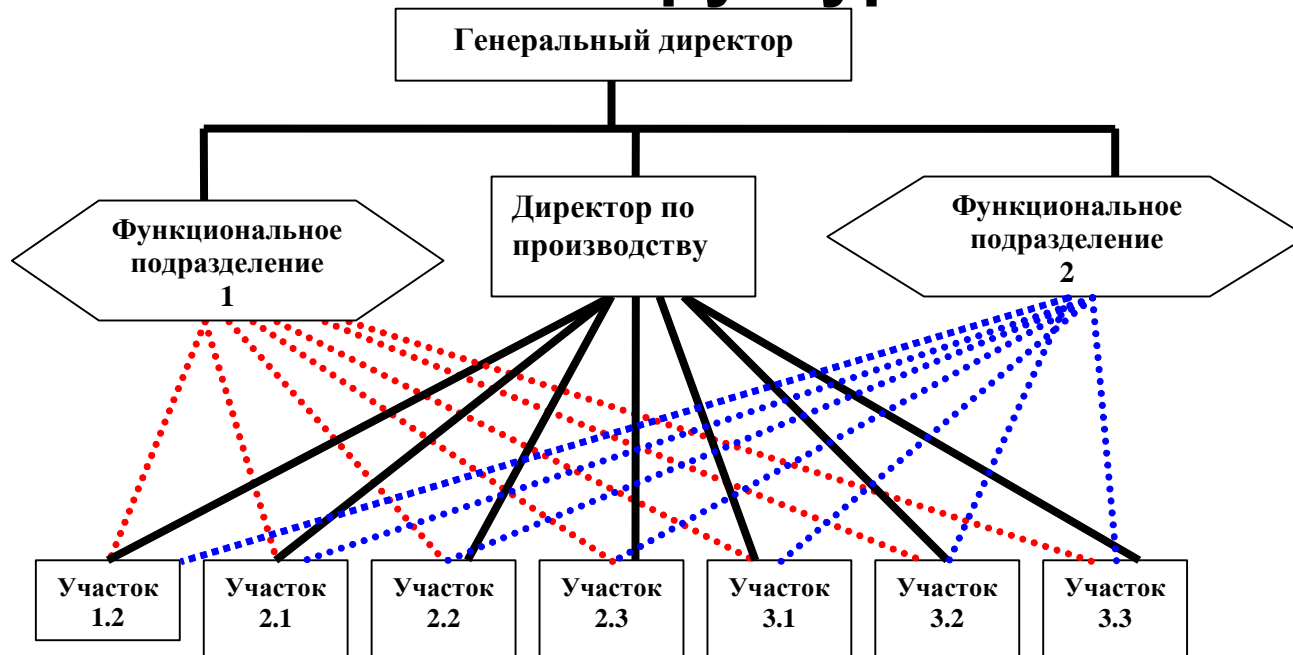 Генеральный директор
Функциональное
подразделение
1
Директор по
производству
Функциональное
подразделение
2
Участок
1.2
Участок
2.1
Участок
2.2
Участок
2.3
Участок
3.1
Участок
3.2
Участок
3.3